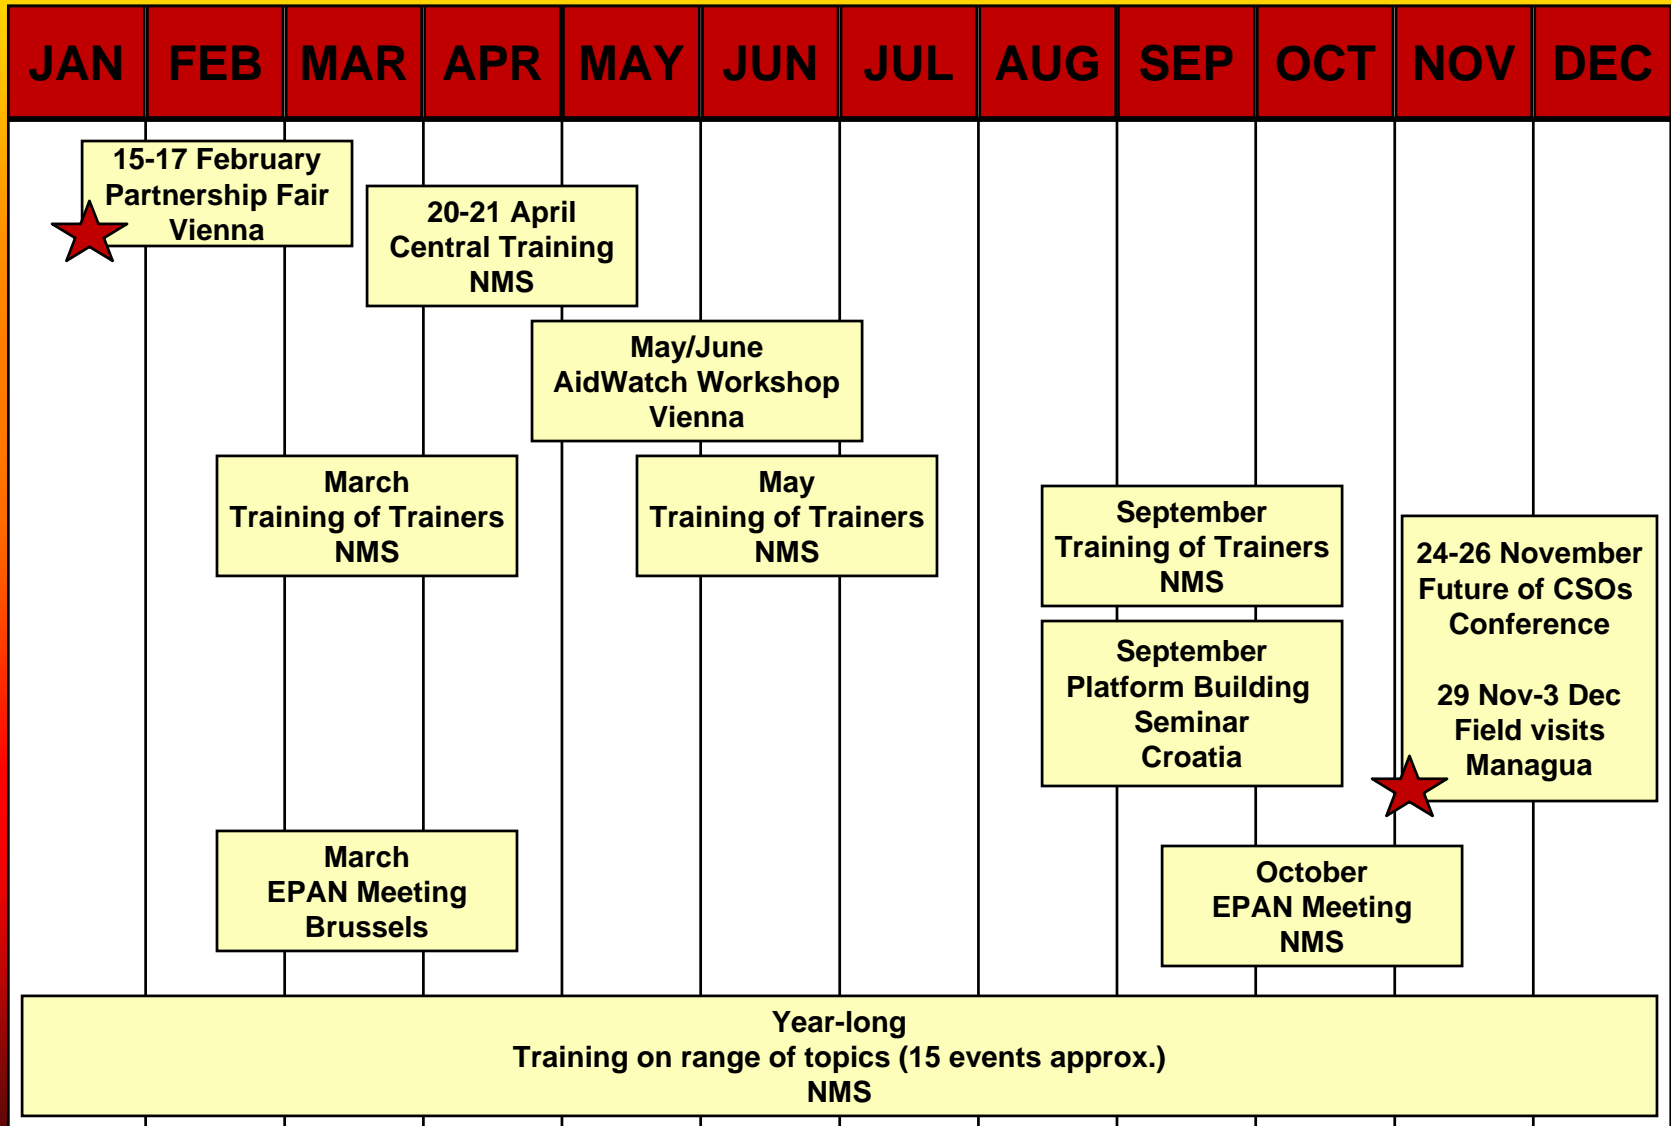 JAN FEB MAR APR MAY JUN JUL AUG SEP OCT NOV DEC
15-17 February
Partnership Fair
Vienna
20-21 April
Central Training
NMS
May/June
AidWatch Workshop
Vienna
March
Training of Trainers
NMS
May
Training of Trainers
NMS
September
Training of Trainers
NMS
24-26 November
Future of CSOs
Conference
29 Nov-3 Dec
Field visits
Managua
September
Platform Building
Seminar
Croatia
March
EPAN Meeting
Brussels
October
EPAN Meeting
NMS
Year-long
Training on range of topics (15 events approx.)
NMS